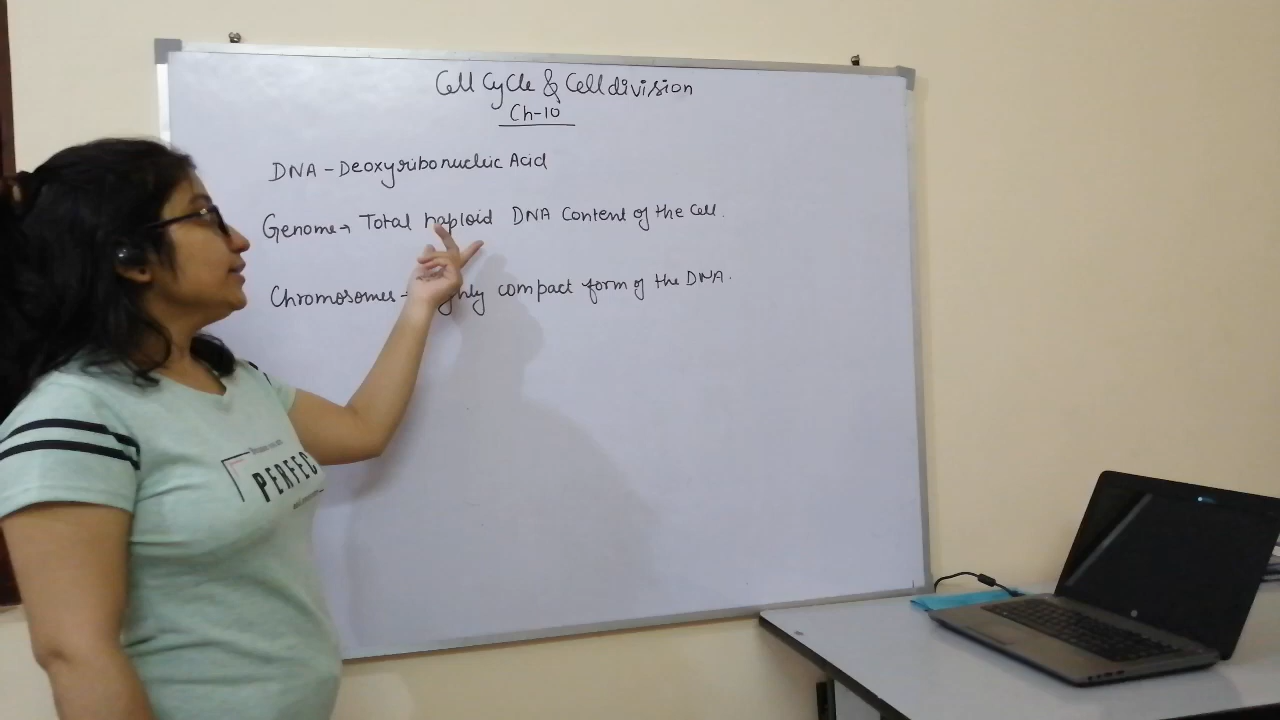 Cell Cycle & Cell division
Ch-10
DNA - Deoxyribonucleic Acid
Genome → Total haploid DNA Content of the Cell.
Chromosomes - compact form of the DNA.
PERFEC